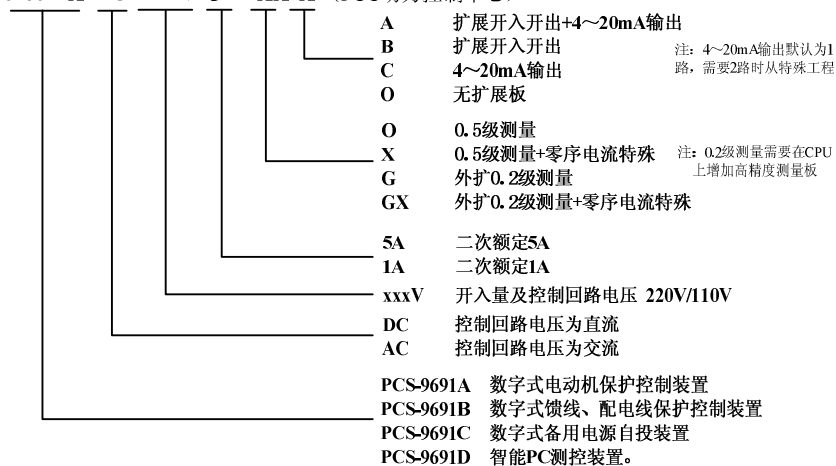 A 扩展开入开出+4～20mA输出
B 扩展开入开出
C 4～20mA输出
O 无扩展板
注：4～20mA输出默认为1
路，需要2路时从特殊工程
O 0.5级测量
X 0.5级测量+零序电流特殊
G 外扩0.2级测量
GX 外扩0.2级测量+零序电流特殊
注：0.2级测量需要在CPU
上增加高精度测量板
5A 二次额定5A
1A 二次额定1A
xxxV 开入量及控制回路电压 220V/110V
DC 控制回路电压为直流
AC 控制回路电压为交流
PCS-9691A 数字式电动机保护控制装置
PCS-9691B 数字式馈线、配电线保护控制装置
PCS-9691C 数字式备用电源自投装置
PCS-9691D 智能PC测控装置。